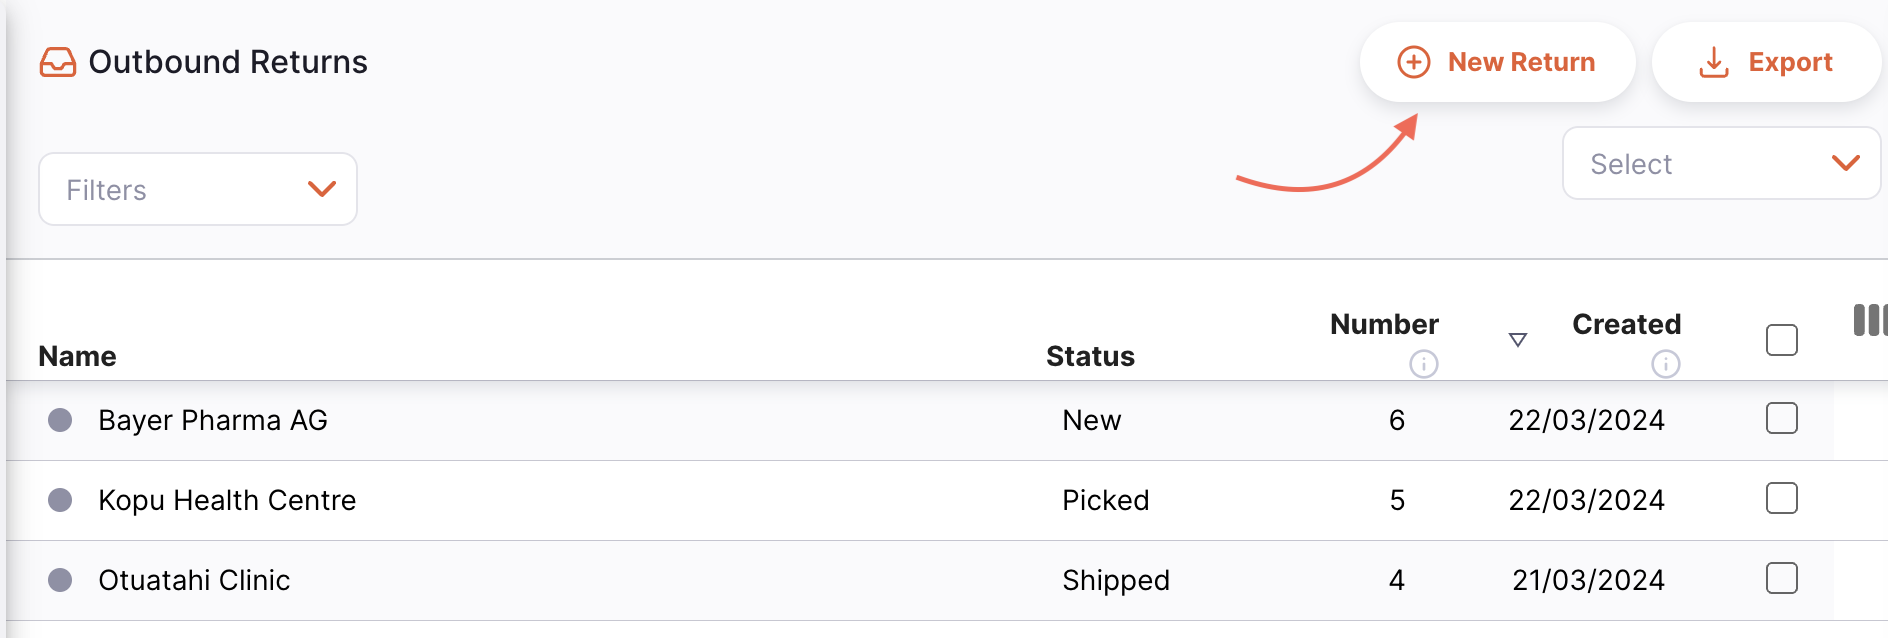 Outbound Returns
New Return
Export
Filters
Select
Name Status Number Created
Bayer Pharma AG New 6 22/03/2024
Kopu Health Centre Picked 5 22/03/2024
Otuatahi Clinic Shipped 4 21/03/2024